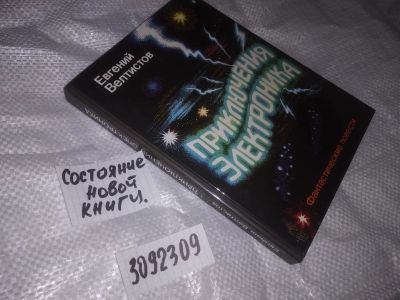 Евгений
Велтистов
ПРИКЛЮЧЕНИЯ
ЭЛЕКТРОНИКА
Фантастические повести
Состояние
новой
книги.
3092309